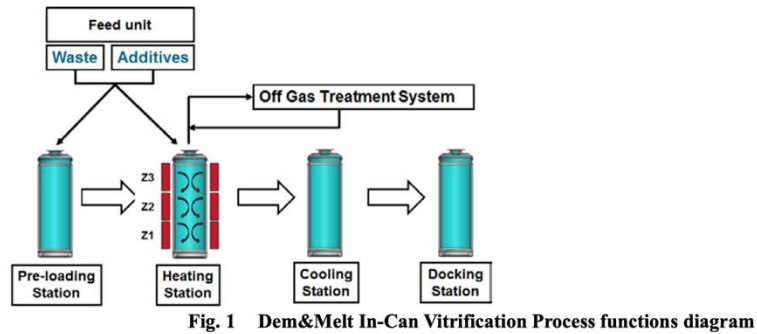 Feed unit
Waste Additives
Off Gas Treatment System
Z3
Z2
Z1
Pre-loading
Station
Heating
Station
Cooling
Station
Docking
Station
Fig. 1 Dem&Melt In-Can Vitrification Process functions diagram